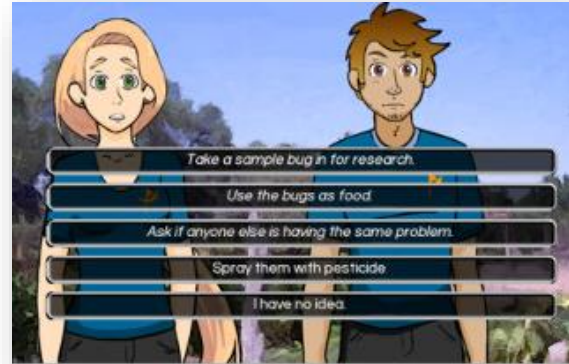 Take a sample bug in for research.
Use the bugs as food.
Ask if anyone else is having the same problem.
Spray them with pesticide
I have no idea.